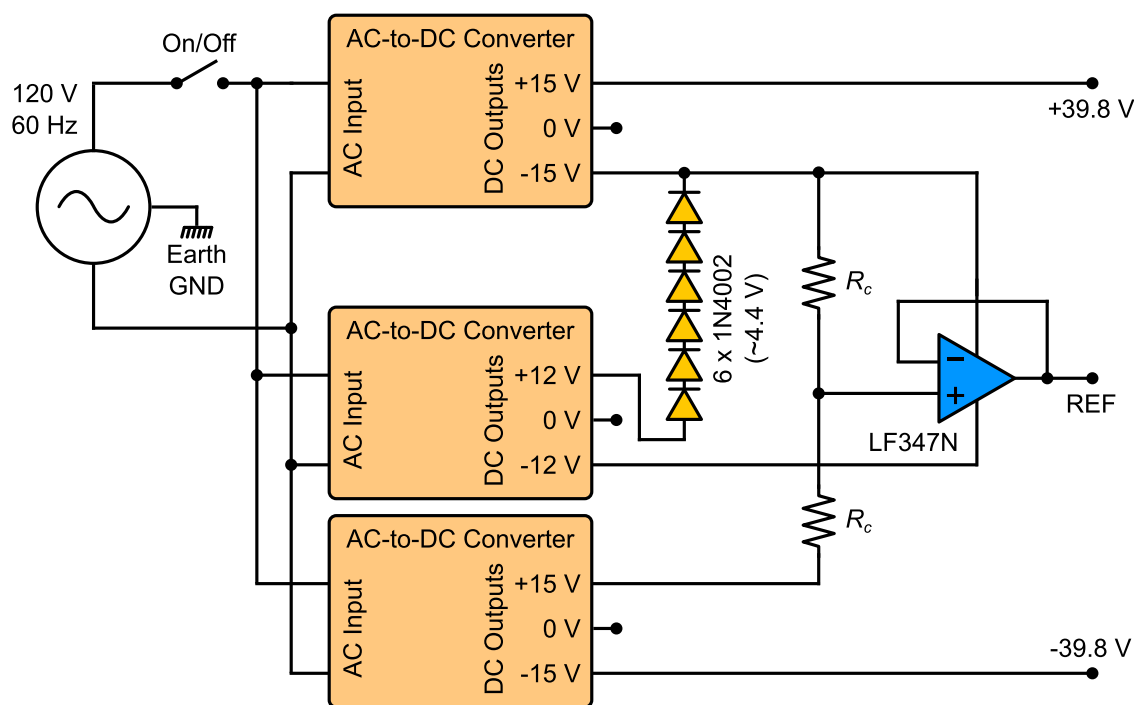 On/Off
120 V
60 Hz
Earth
GND
AC-to-DC Converter
AC Input
DC Outputs
+15 V
0 V
-15 V
+39.8 V
6 x 1N4002
(~4.4 V)
Rc
AC-to-DC Converter
AC Input
DC Outputs
+12 V
0 V
-12 V
−
+
LF347N
REF
Rc
AC-to-DC Converter
AC Input
DC Outputs
+15 V
0 V
-15 V
-39.8 V